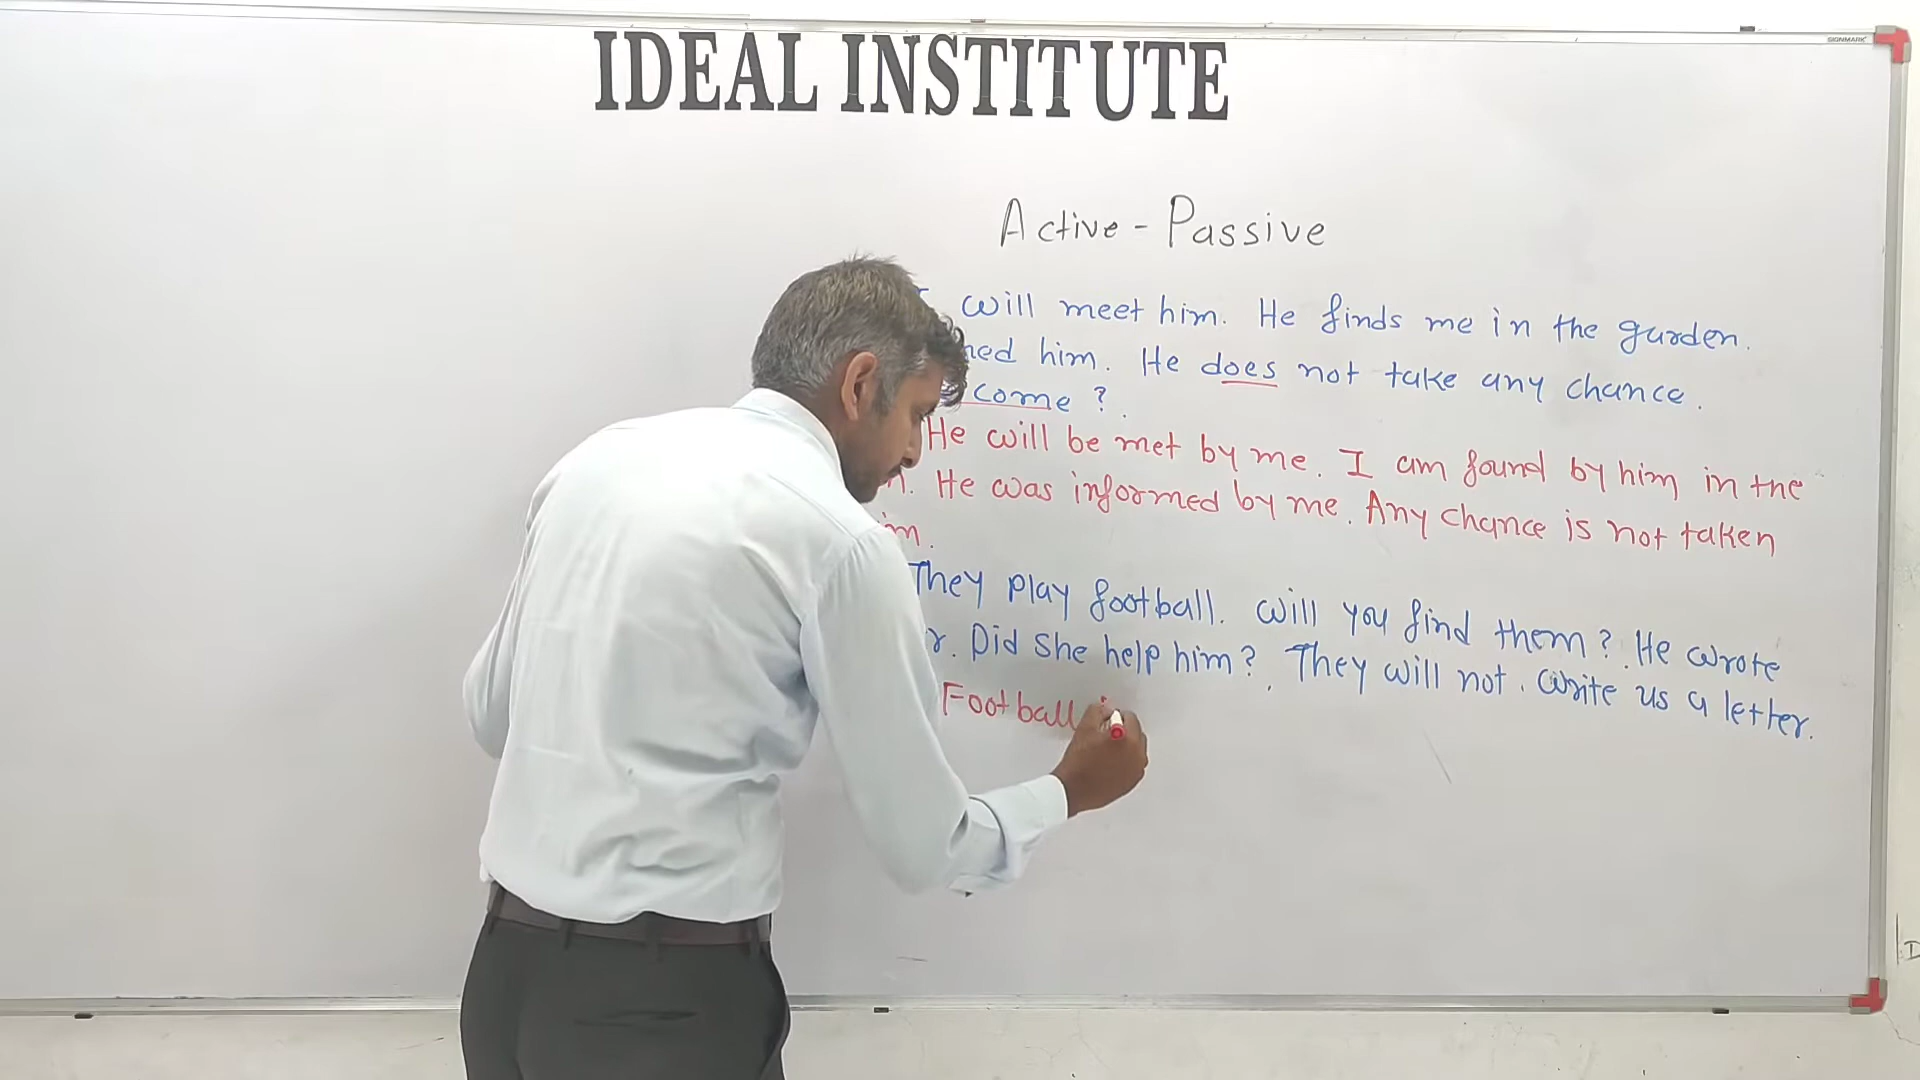 SIGNMARK
IDEAL INSTITUTE
Active - Passive
will meet him. He finds me in the garden.
him. He does not take any chance.
come ?.
He will be met by me. I am found by him in the
He was informed by me. Any chance is not taken
They play football. Will you find them?. He wrote
Did she help him?. They will not. write us a letter.
Football